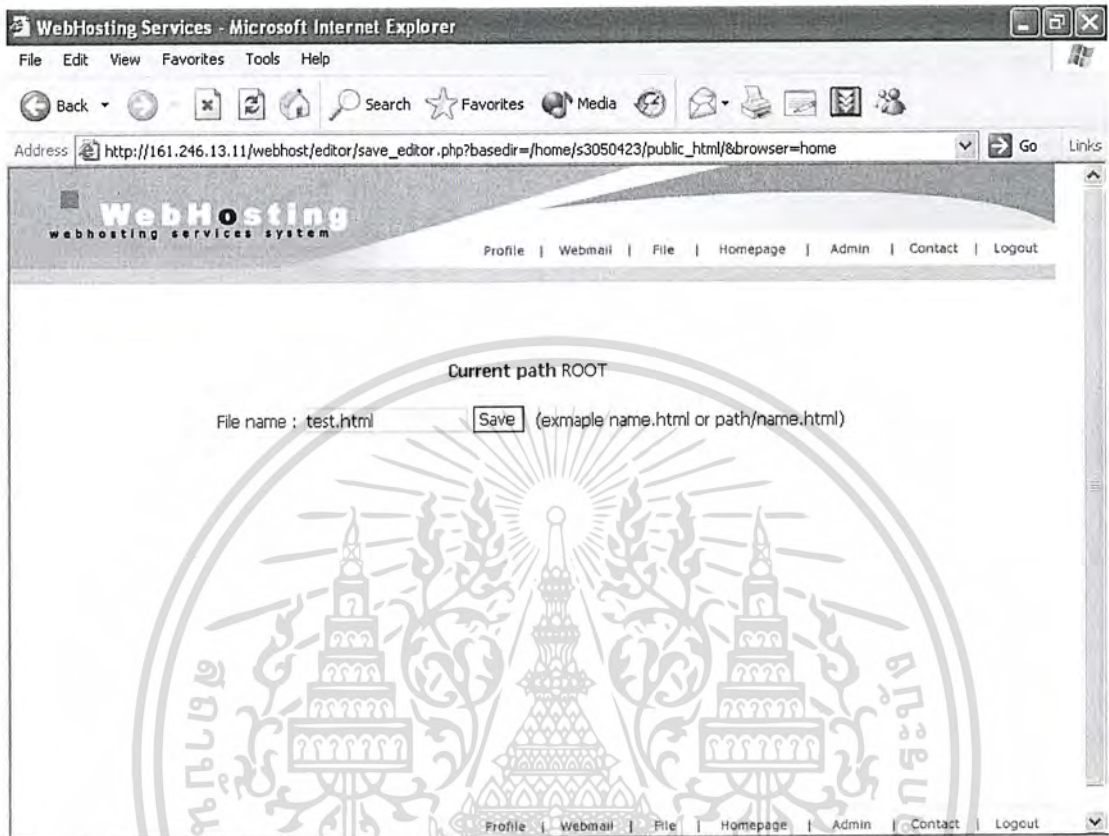 WebHosting Services - Microsoft Internet Explorer
File Edit View Favorites Tools Help
Back Search Favorites Media
Address http://161.246.13.11/webhost/editor/save_editor.php?basedir=/home/s3050423/public_html/&browser=home Go Links
WebHosting
webhosting services system
Profile | Webmail | File | Homepage | Admin | Contact | Logout
Current path ROOT
File name : test.html Save (exmaple name.html or path/name.html)
Profile | Webmail | File | Homepage | Admin | Contact | Logout